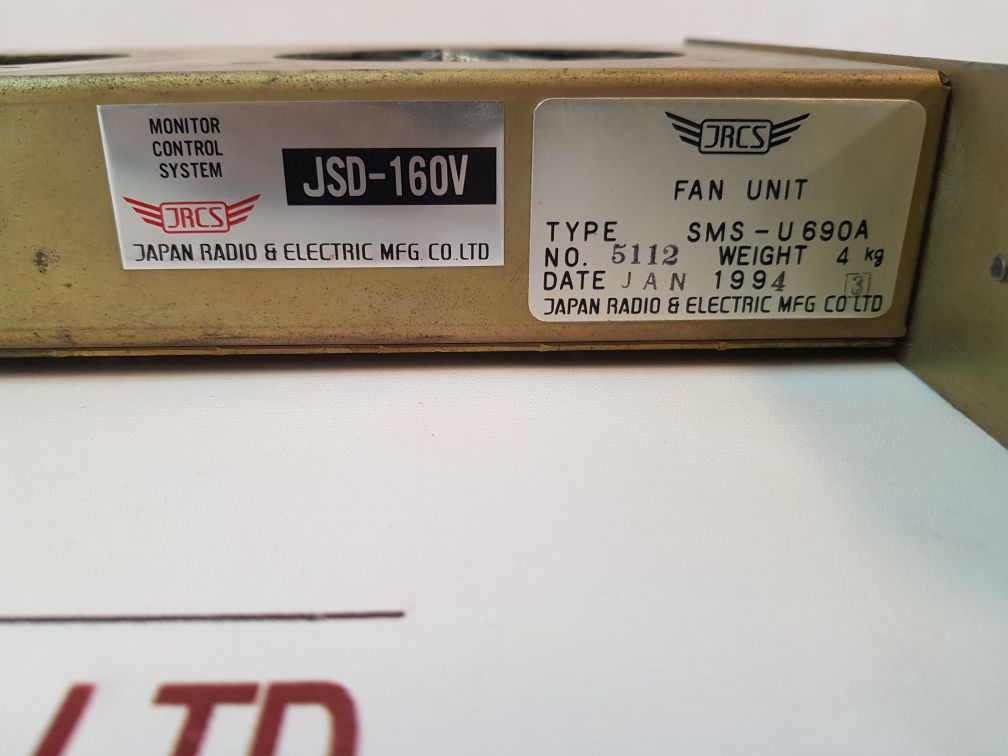 MONITOR
CONTROL
SYSTEM
JSD-160V
JRCS
JAPAN RADIO & ELECTRIC MFG. CO.,LTD
JRCS
FAN UNIT
TYPE SMS-U690A
NO. 5112 WEIGHT 4 kg
DATE JAN 1994 3
JAPAN RADIO & ELECTRIC MFG CO LTD
LTD